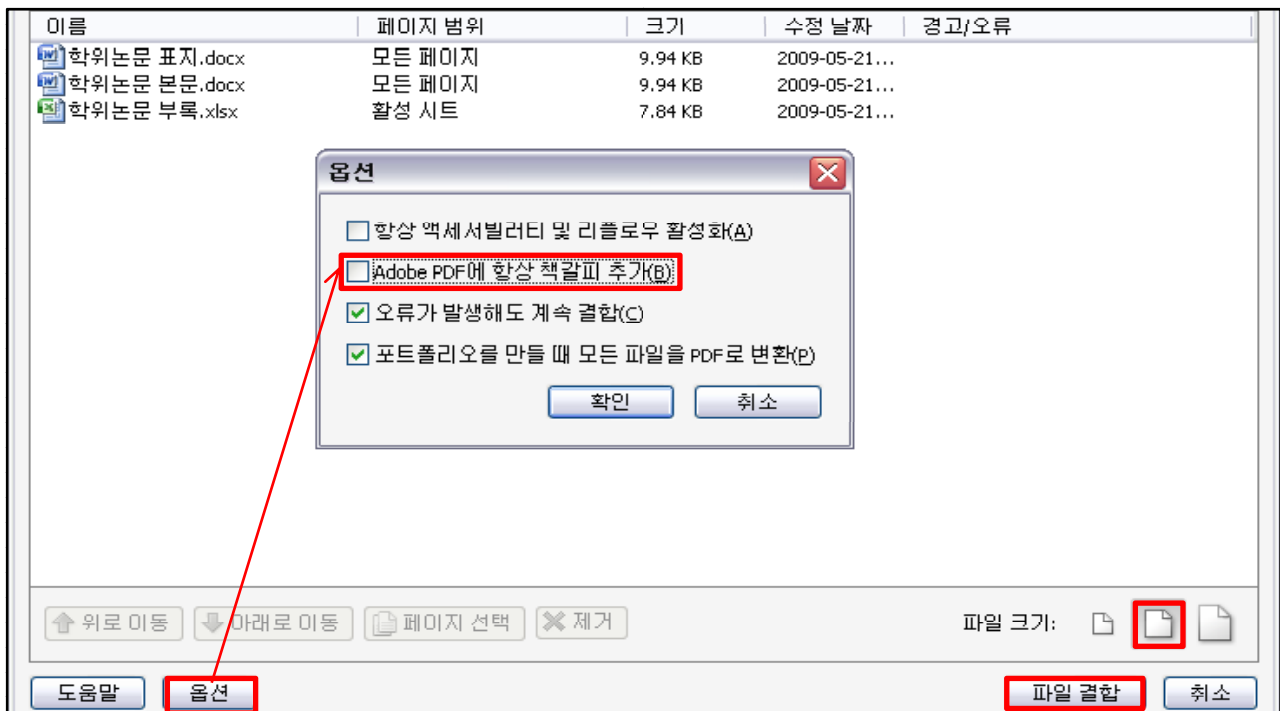 이름 페이지 범위 크기 수정 날짜 경고/오류
학위논문 표지.docx 모든 페이지 9.94 KB 2009-05-21...
학위논문 본문.docx 모든 페이지 9.94 KB 2009-05-21...
학위논문 부록.xlsx 활성 시트 7.84 KB 2009-05-21...
옵션
항상 액세서빌러티 및 리플로우 활성화(A)
Adobe PDF에 항상 책갈피 추가(B)
오류가 발생해도 계속 결합(C)
포트폴리오를 만들 때 모든 파일을 PDF로 변환(P)
확인 취소
위로 이동 아래로 이동 페이지 선택 제거 파일 크기:
도움말 옵션 파일 결합 취소